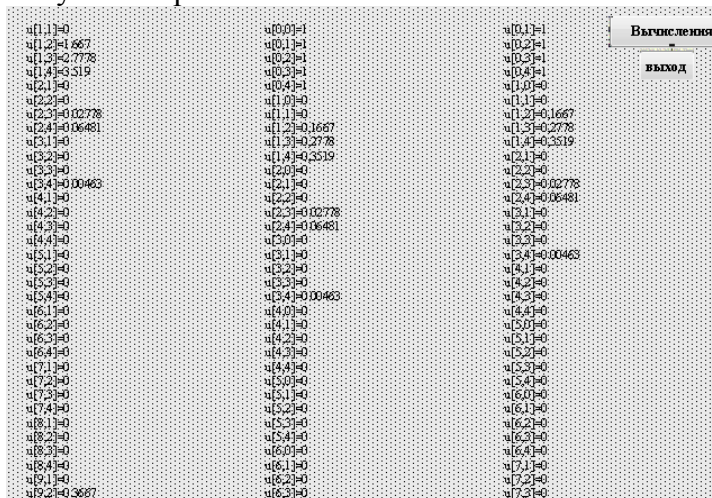 u[1,1]=0
u[1,2]=1.667
u[1,3]=2.7778
u[1,4]=3.519
u[2,1]=0
u[2,2]=0
u[2,3]=0.02778
u[2,4]=0.06481
u[3,1]=0
u[3,2]=0
u[3,3]=0
u[3,4]=0.00463
u[4,1]=0
u[4,2]=0
u[4,3]=0
u[4,4]=0
u[5,1]=0
u[5,2]=0
u[5,3]=0
u[5,4]=0
u[6,1]=0
u[6,2]=0
u[6,3]=0
u[6,4]=0
u[7,1]=0
u[7,2]=0
u[7,3]=0
u[7,4]=0
u[8,1]=0
u[8,2]=0
u[8,3]=0
u[8,4]=0
u[9,1]=0
u[9,2]=0.3667
u[0,0]=1
u[0,1]=1
u[0,2]=1
u[0,3]=1
u[0,4]=1
u[1,0]=0
u[1,1]=0
u[1,2]=0,1667
u[1,3]=0,2778
u[1,4]=0,3519
u[2,0]=0
u[2,1]=0
u[2,2]=0
u[2,3]=0.02778
u[2,4]=0.06481
u[3,0]=0
u[3,1]=0
u[3,2]=0
u[3,3]=0
u[3,4]=0.00463
u[4,0]=0
u[4,1]=0
u[4,2]=0
u[4,3]=0
u[4,4]=0
u[5,0]=0
u[5,1]=0
u[5,2]=0
u[5,3]=0
u[5,4]=0
u[6,0]=0
u[6,1]=0
u[6,2]=0
u[6,3]=0
u[0,1]=1
u[0,2]=1
u[0,3]=1
u[0,4]=1
u[1,0]=0
u[1,1]=0
u[1,2]=0,1667
u[1,3]=0,2778
u[1,4]=0,3519
u[2,1]=0
u[2,2]=0
u[2,3]=0.02778
u[2,4]=0.06481
u[3,1]=0
u[3,2]=0
u[3,3]=0
u[3,4]=0.00463
u[4,1]=0
u[4,2]=0
u[4,3]=0
u[4,4]=0
u[5,0]=0
u[5,1]=0
u[5,2]=0
u[5,3]=0
u[5,4]=0
u[6,0]=0
u[6,1]=0
u[6,2]=0
u[6,3]=0
u[6,4]=0
u[7,1]=0
u[7,2]=0
u[7,3]=0
Вычисления
выход